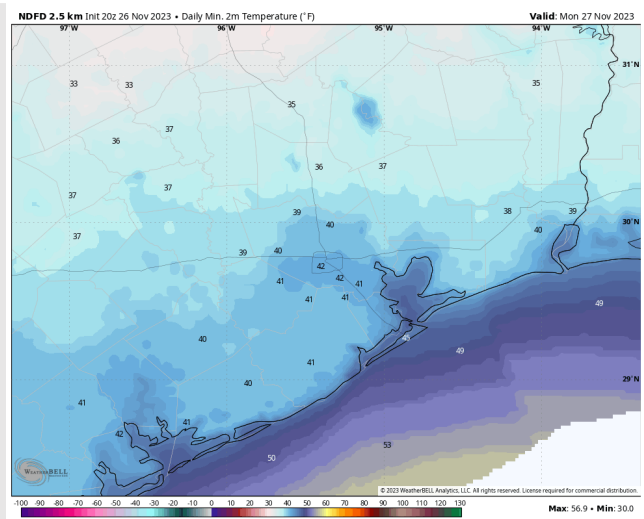 NDFD 2.5 km Init 20z 26 Nov 2023 • Daily Min. 2m Temperature (°F) Valid: Mon 27 Nov 2023
97°W 96°W 95°W 94°W
31°N
33 33 35
35
37
36
36 37
37 37
39 38 39
30°N
40 40
37
39 40
42
42
41 41
41 41
49
40 45
49
41
29°N
40
41
41
42
53
50
WEATHERBELL
© 2023 WeatherBELL Analytics, LLC. All rights reserved. License required for commercial distribution.
-100 -90 -80 -70 -60 -50 -40 -30 -20 -10 0 10 20 30 40 50 60 70 80 90 100 110 120 130
Max: 56.9 • Min: 30.0